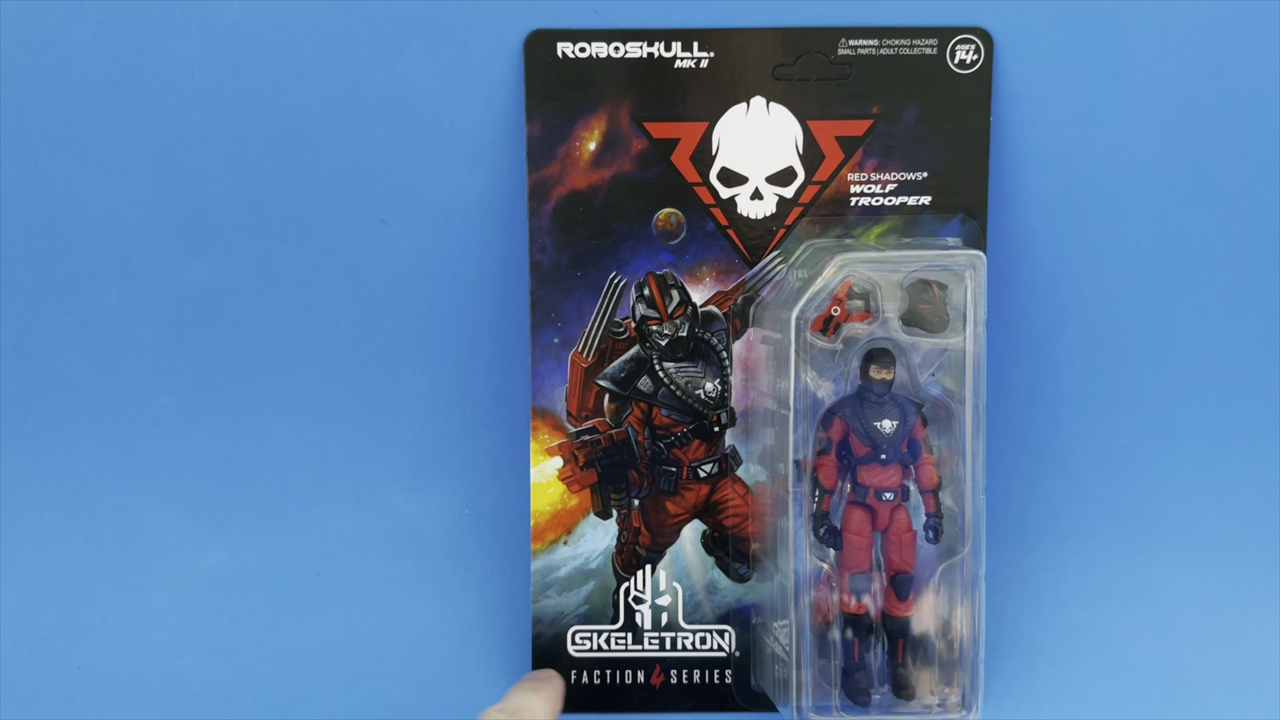 ROBOSKULL®
MK II
⚠WARNING: CHOKING HAZARD
SMALL PARTS | ADULT COLLECTIBLE
AGES
14+
RED SHADOWS®
WOLF
TROOPER
SKELETRON®
FACTION 4 SERIES